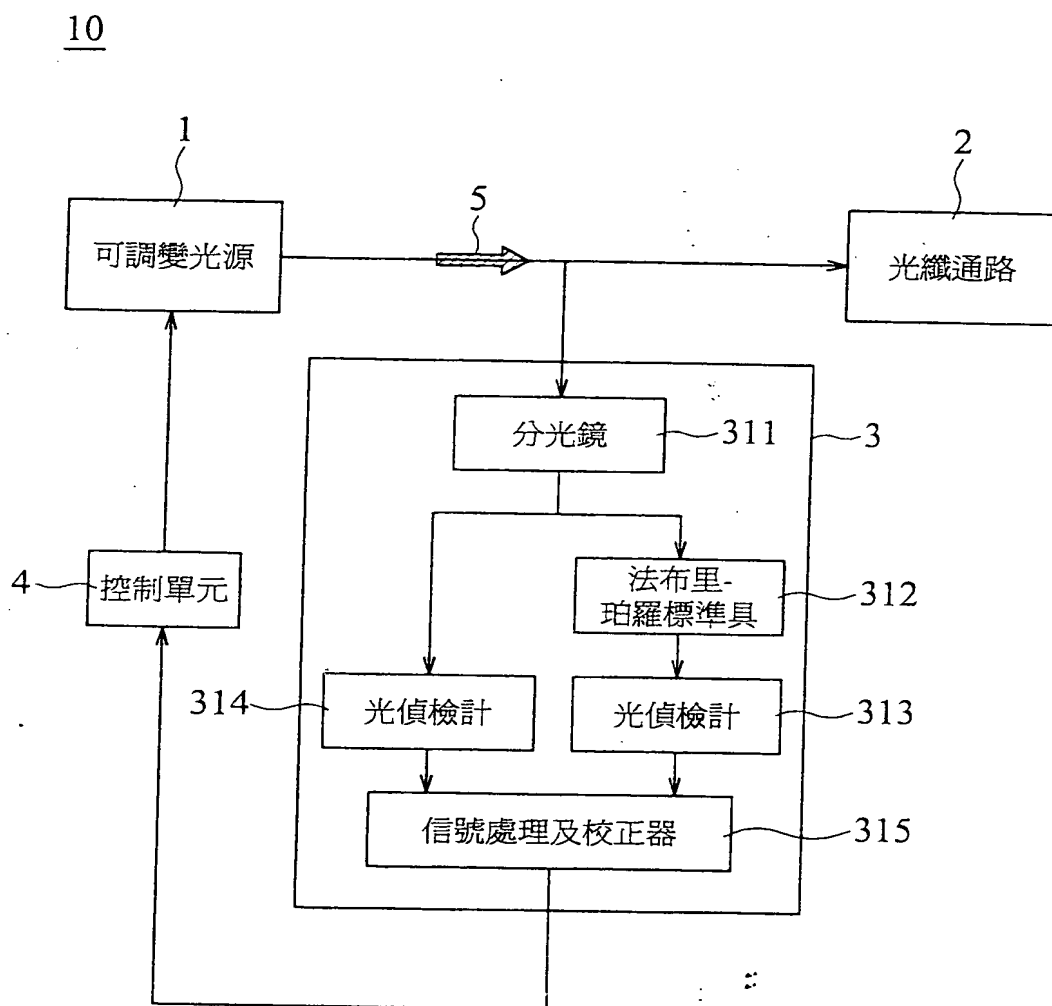 10
1
2
5
可調變光源
光纖通路
分光鏡
311
3
4
控制單元
法布里-
珀羅標準具
312
314
光偵檢計
光偵檢計
313
信號處理及校正器
315